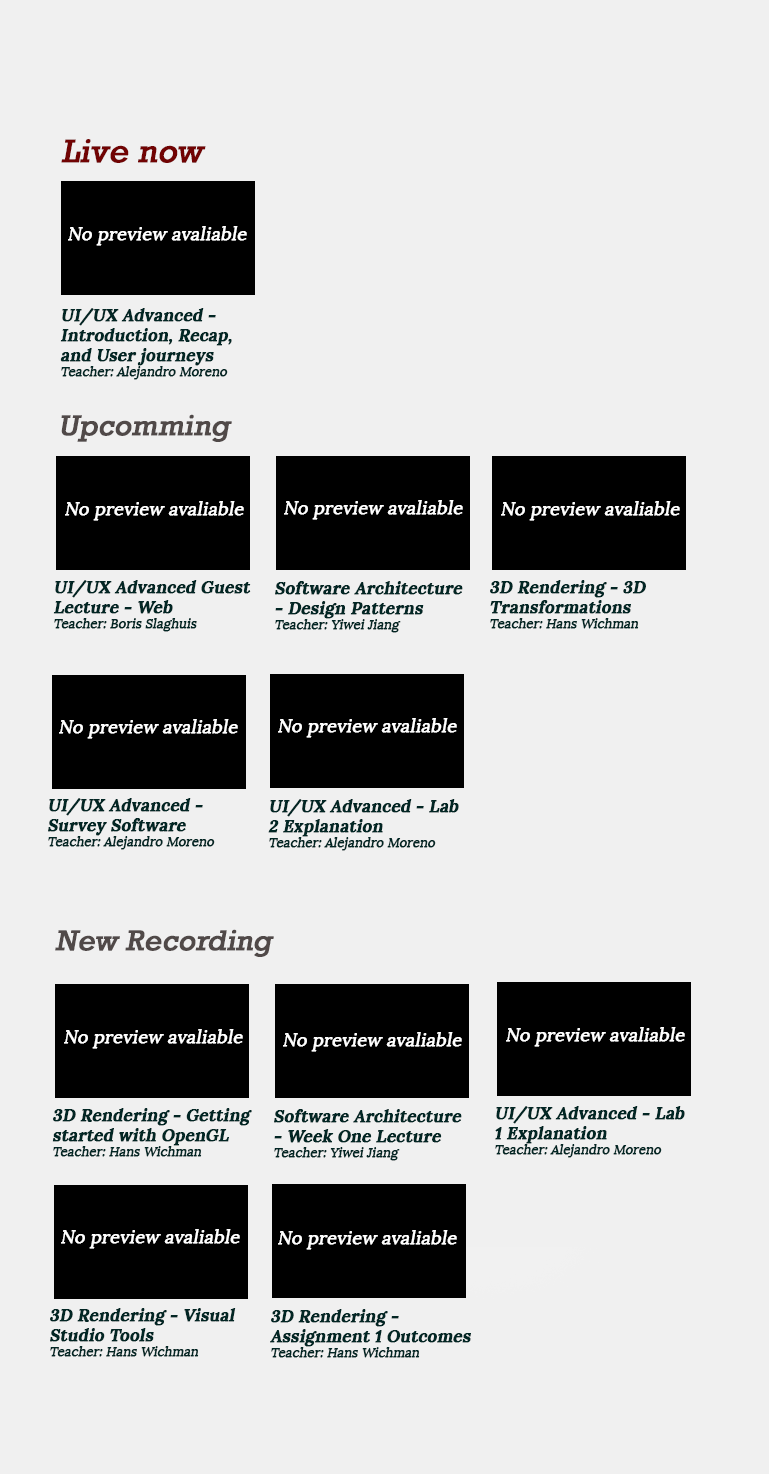 Live now
No preview avaliable
UI/UX Advanced -
Introduction, Recap,
and User journeys
Teacher: Alejandro Moreno
Upcomming
No preview avaliable
UI/UX Advanced Guest
Lecture - Web
Teacher: Boris Slaghuis
No preview avaliable
Software Architecture
- Design Patterns
Teacher: Yiwei Jiang
No preview avaliable
3D Rendering - 3D
Transformations
Teacher: Hans Wichman
No preview avaliable
UI/UX Advanced -
Survey Software
Teacher: Alejandro Moreno
No preview avaliable
UI/UX Advanced - Lab
2 Explanation
Teacher: Alejandro Moreno
New Recording
No preview avaliable
3D Rendering - Getting
started with OpenGL
Teacher: Hans Wichman
No preview avaliable
Software Architecture
- Week One Lecture
Teacher: Yiwei Jiang
No preview avaliable
UI/UX Advanced - Lab
1 Explanation
Teacher: Alejandro Moreno
No preview avaliable
3D Rendering - Visual
Studio Tools
Teacher: Hans Wichman
No preview avaliable
3D Rendering -
Assignment 1 Outcomes
Teacher: Hans Wichman